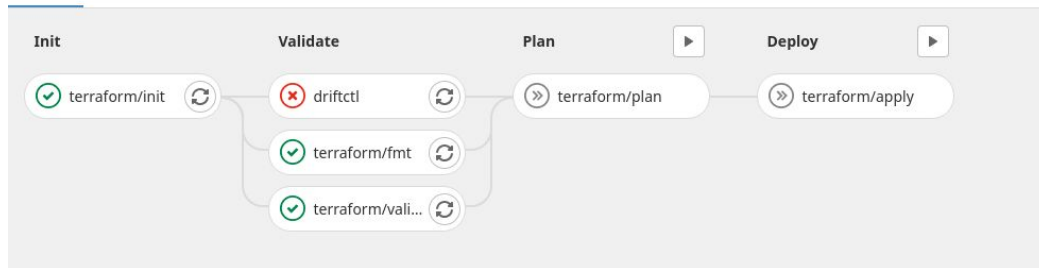 Init
Validate
Plan
Deploy
terraform/init
driftctl
terraform/plan
terraform/apply
terraform/fmt
terraform/vali...